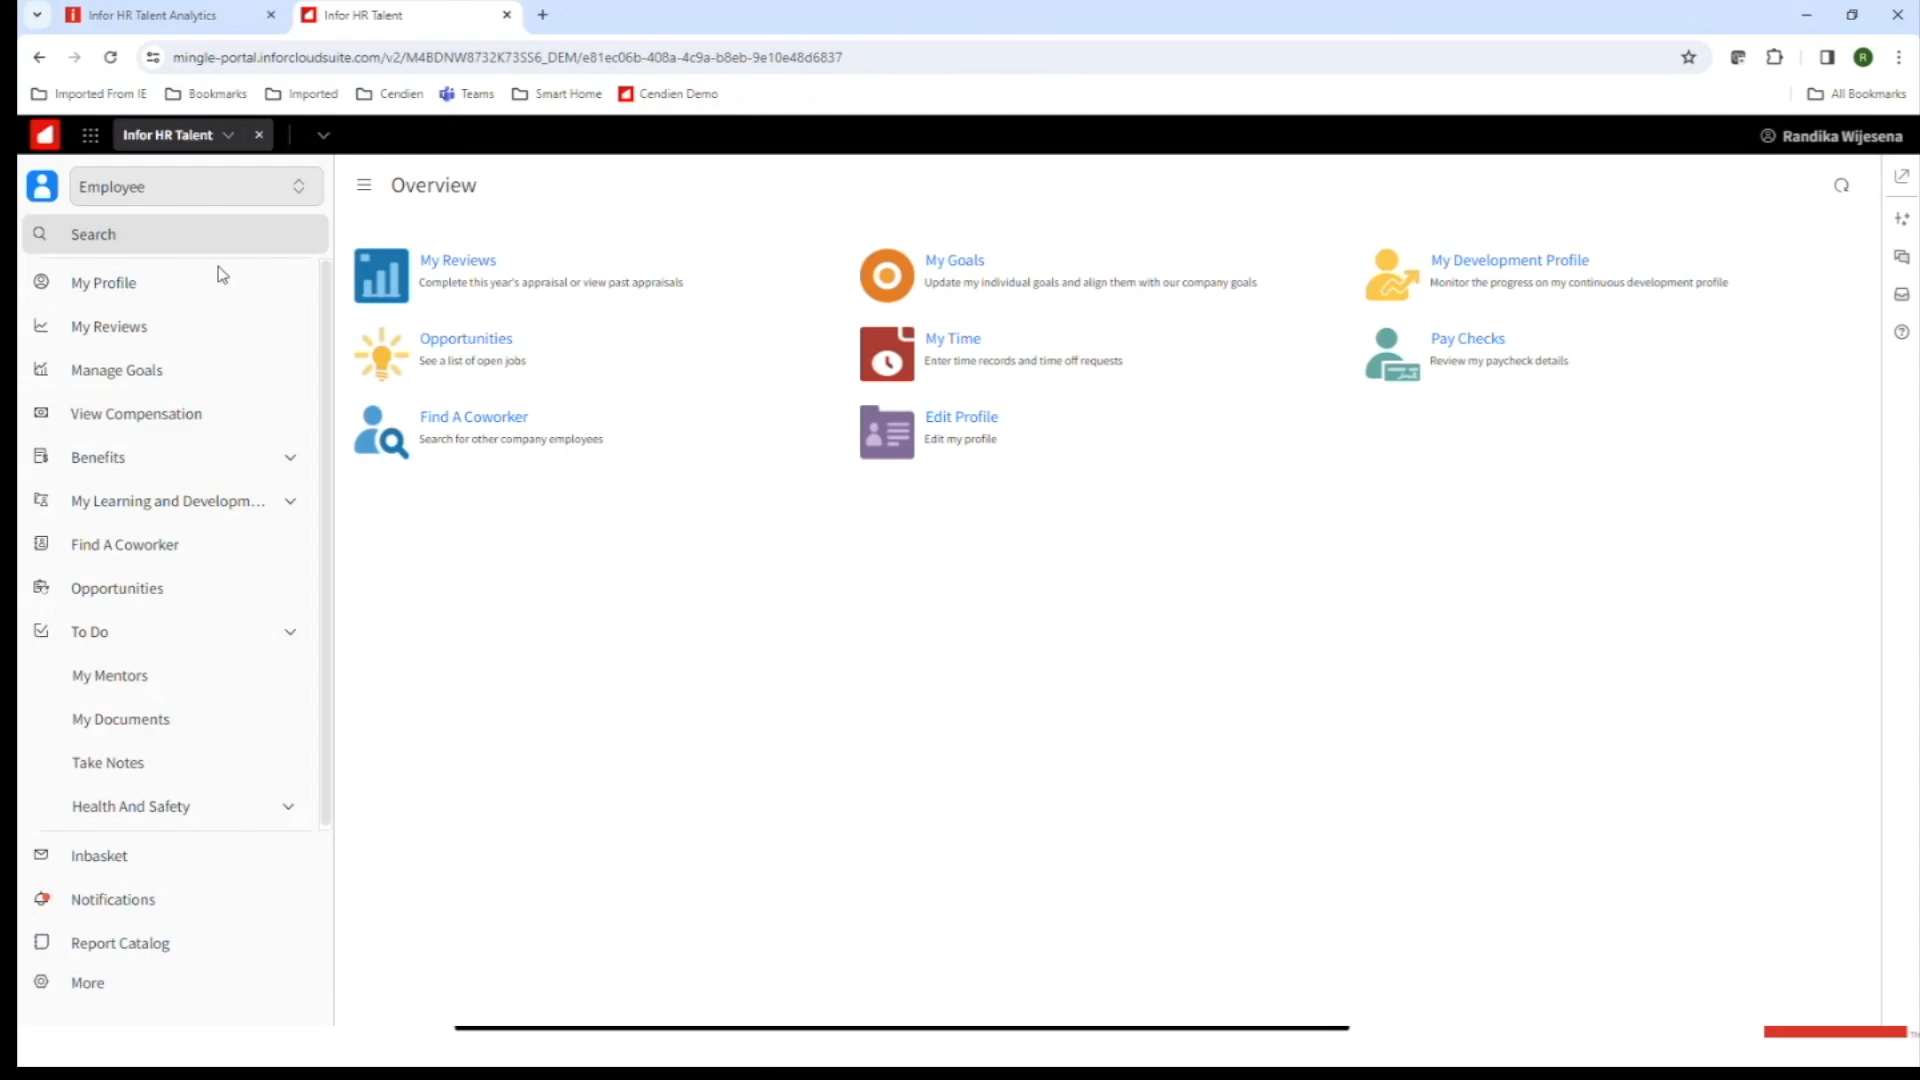 Infor HR Talent Analytics
Infor HR Talent
mingle-portal.inforcloudsuite.com/v2/M4BDNW8732K73SS6_DEM/e81ec06b-408a-4c9a-b8eb-9e10e48d6837
R
Imported From IE
Bookmarks
Imported
Cendien
Teams
Smart Home
Cendien Demo
All Bookmarks
Infor HR Talent
Randika Wijesena
Employee
Search
My Profile
My Reviews
Manage Goals
View Compensation
Benefits
My Learning and Developm...
Find A Coworker
Opportunities
To Do
My Mentors
My Documents
Take Notes
Health And Safety
Inbasket
Notifications
Report Catalog
More
Overview
My Reviews
Complete this year's appraisal or view past appraisals
My Goals
Update my individual goals and align them with our company goals
My Development Profile
Monitor the progress on my continuous development profile
Opportunities
See a list of open jobs
My Time
Enter time records and time off requests
Pay Checks
Review my paycheck details
Find A Coworker
Search for other company employees
Edit Profile
Edit my profile
TM